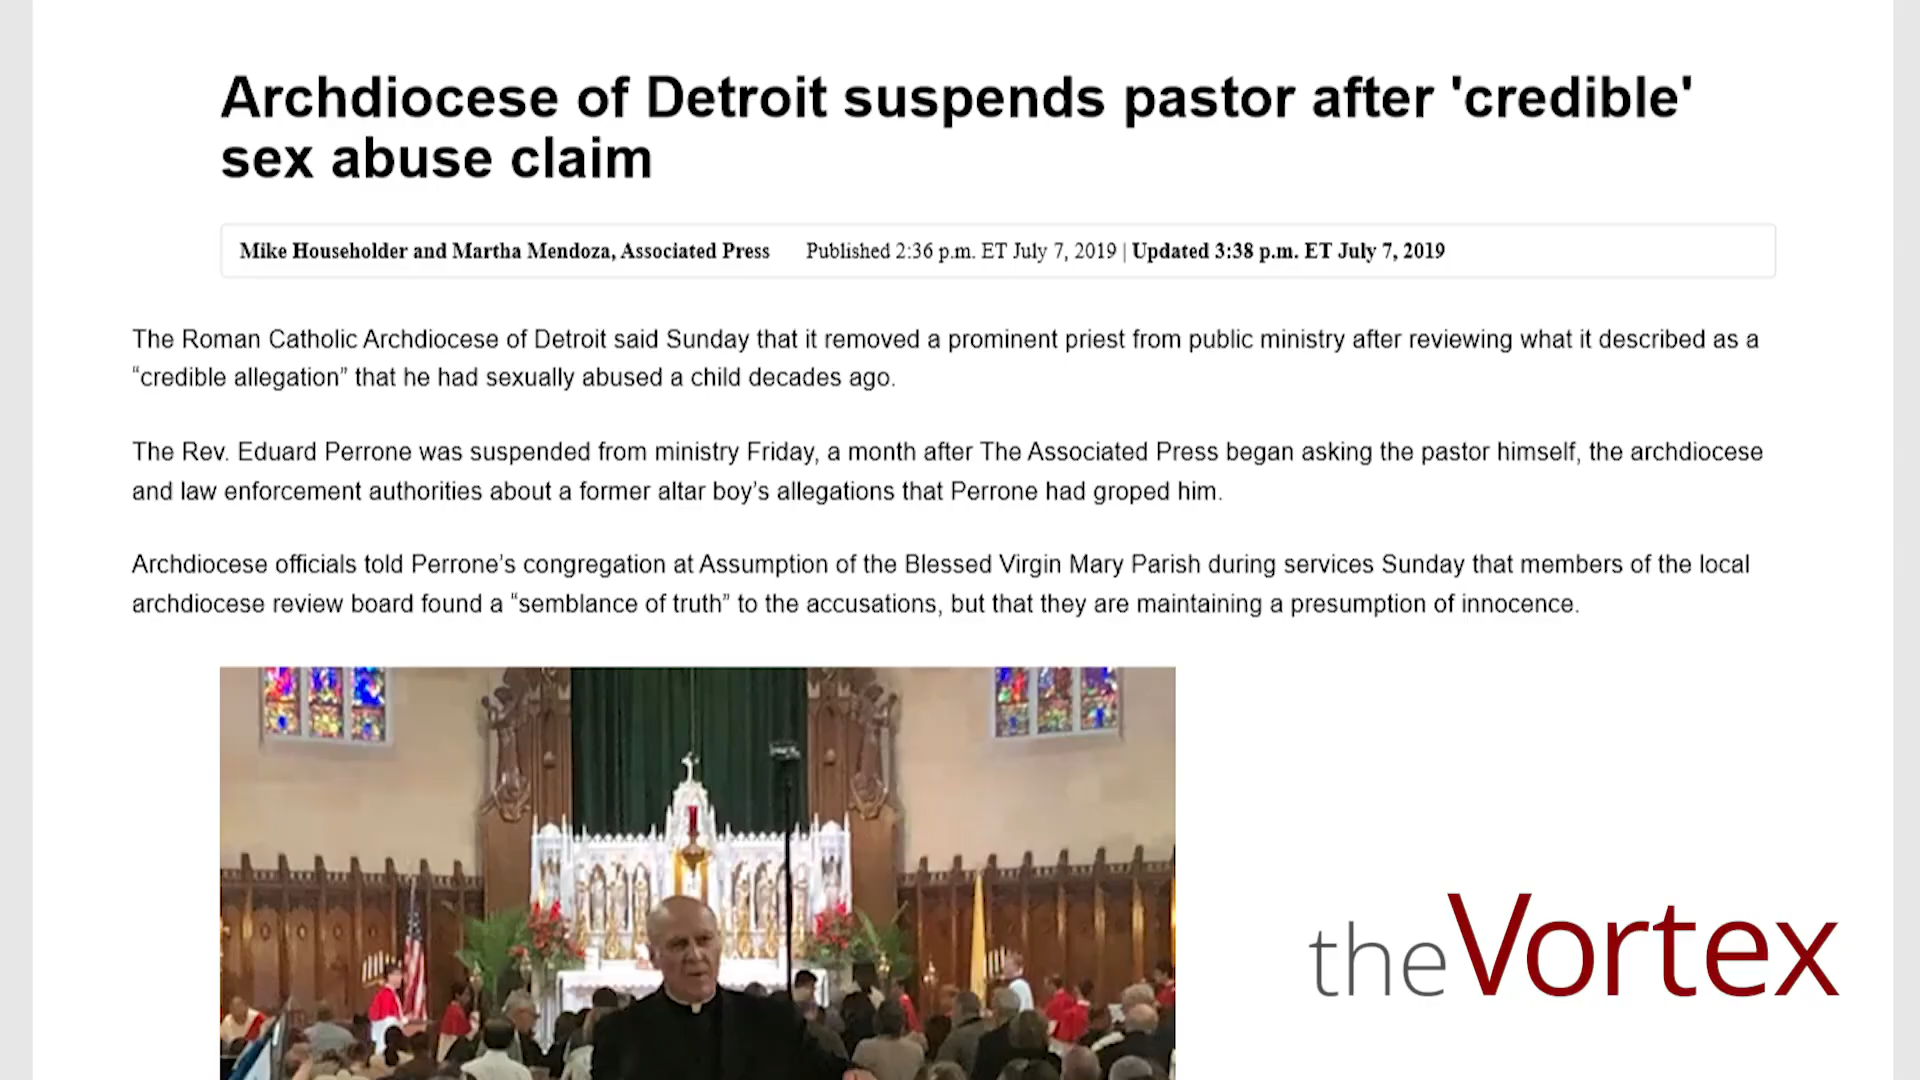 Archdiocese of Detroit suspends pastor after 'credible'
sex abuse claim
Mike Householder and Martha Mendoza, Associated Press Published 2:36 p.m. ET July 7, 2019 | Updated 3:38 p.m. ET July 7, 2019
The Roman Catholic Archdiocese of Detroit said Sunday that it removed a prominent priest from public ministry after reviewing what it described as a
“credible allegation” that he had sexually abused a child decades ago.
The Rev. Eduard Perrone was suspended from ministry Friday, a month after The Associated Press began asking the pastor himself, the archdiocese
and law enforcement authorities about a former altar boy’s allegations that Perrone had groped him.
Archdiocese officials told Perrone’s congregation at Assumption of the Blessed Virgin Mary Parish during services Sunday that members of the local
archdiocese review board found a “semblance of truth” to the accusations, but that they are maintaining a presumption of innocence.
theVortex